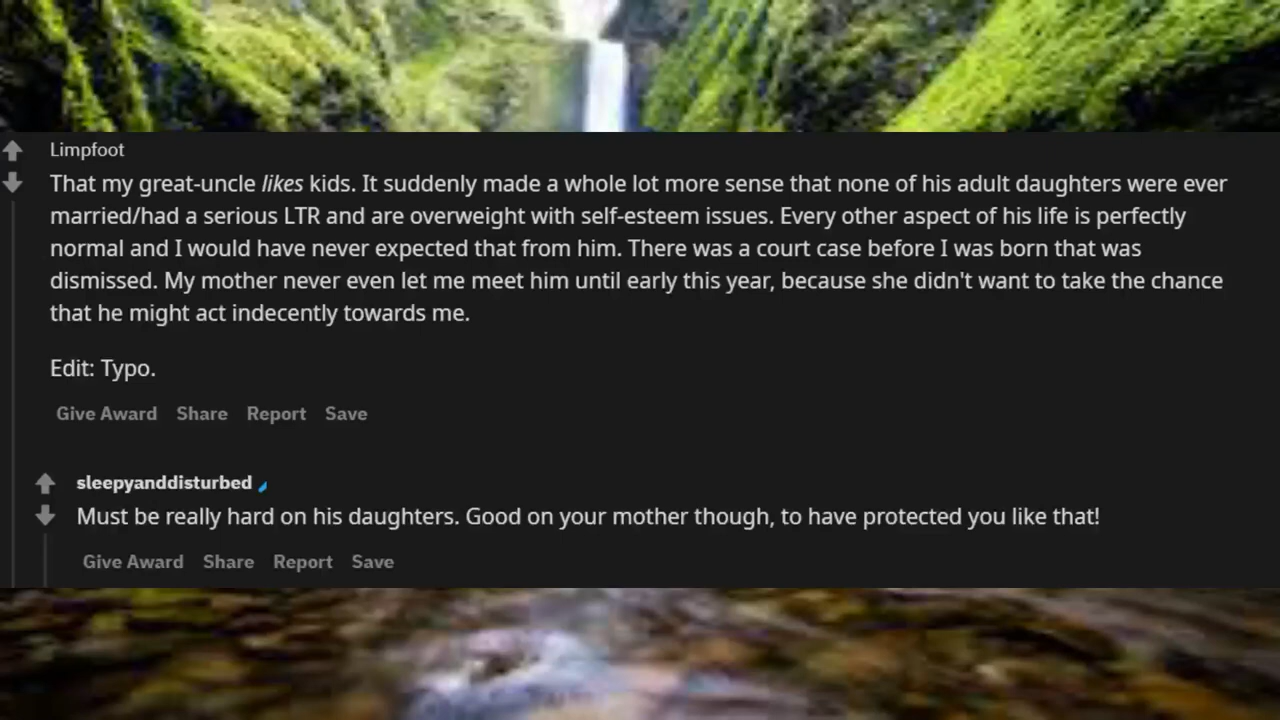 Limpfoot
That my great-uncle likes kids. It suddenly made a whole lot more sense that none of his adult daughters were ever
married/had a serious LTR and are overweight with self-esteem issues. Every other aspect of his life is perfectly
normal and I would have never expected that from him. There was a court case before I was born that was
dismissed. My mother never even let me meet him until early this year, because she didn't want to take the chance
that he might act indecently towards me.
Edit: Typo.
Give Award Share Report Save
sleepyanddisturbed
Must be really hard on his daughters. Good on your mother though, to have protected you like that!
Give Award Share Report Save